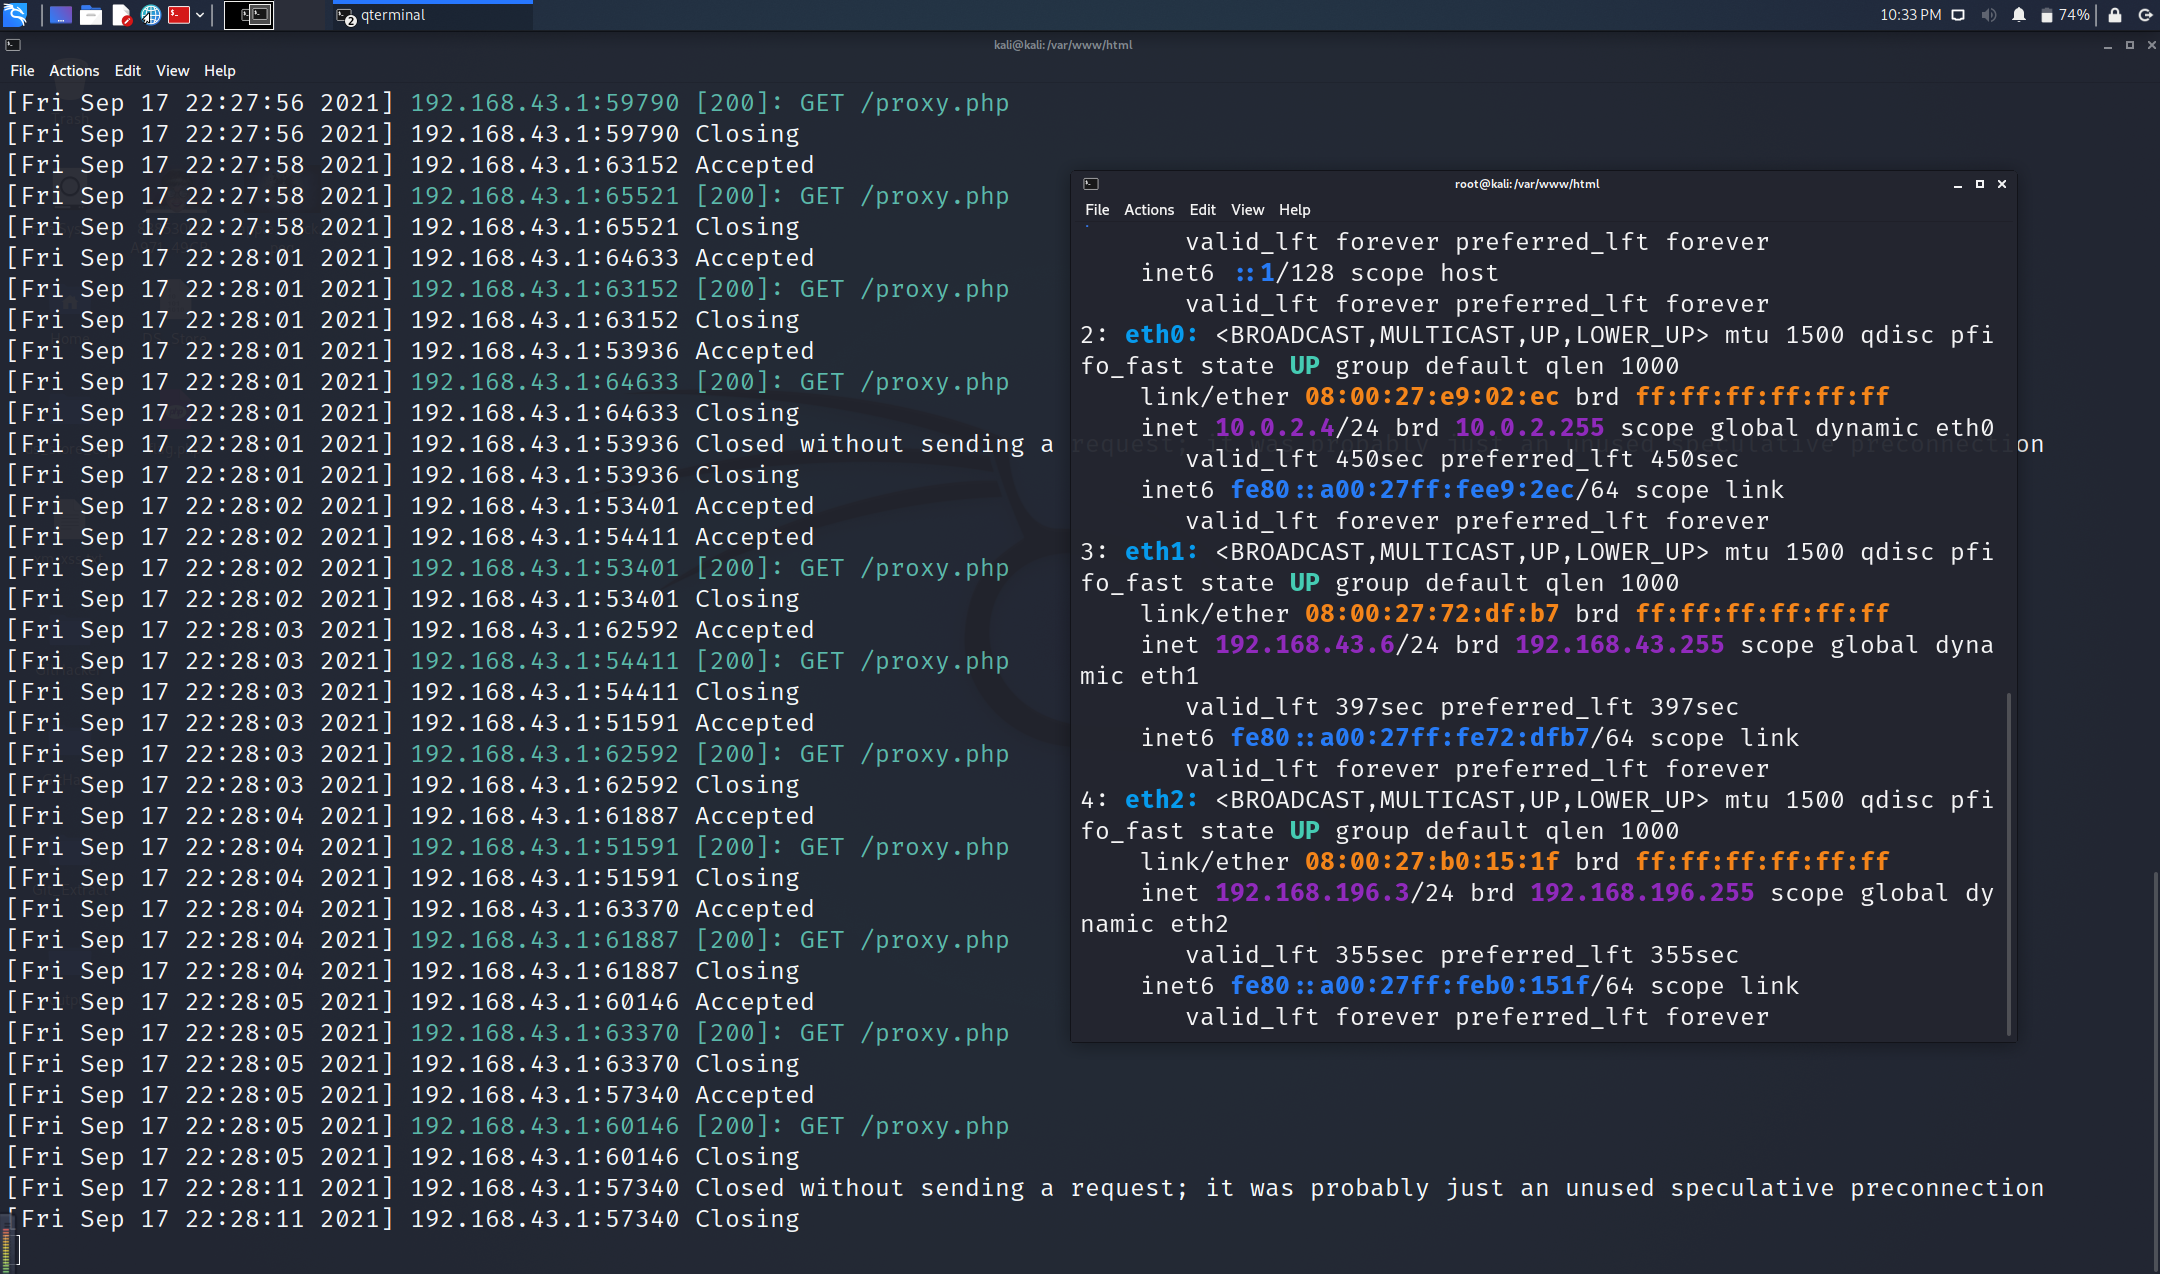 qterminal
10:33 PM
74%
kali@kali:/var/www/html
File Actions Edit View Help
[Fri Sep 17 22:27:56 2021] 192.168.43.1:59790 [200]: GET /proxy.php
[Fri Sep 17 22:27:56 2021] 192.168.43.1:59790 Closing
[Fri Sep 17 22:27:58 2021] 192.168.43.1:63152 Accepted
[Fri Sep 17 22:27:58 2021] 192.168.43.1:65521 [200]: GET /proxy.php
[Fri Sep 17 22:27:58 2021] 192.168.43.1:65521 Closing
[Fri Sep 17 22:28:01 2021] 192.168.43.1:64633 Accepted
[Fri Sep 17 22:28:01 2021] 192.168.43.1:63152 [200]: GET /proxy.php
[Fri Sep 17 22:28:01 2021] 192.168.43.1:63152 Closing
[Fri Sep 17 22:28:01 2021] 192.168.43.1:53936 Accepted
[Fri Sep 17 22:28:01 2021] 192.168.43.1:64633 [200]: GET /proxy.php
[Fri Sep 17 22:28:01 2021] 192.168.43.1:64633 Closing
[Fri Sep 17 22:28:01 2021] 192.168.43.1:53936 Closed without sending a request; it was probably just an unused speculative preconnection
[Fri Sep 17 22:28:01 2021] 192.168.43.1:53936 Closing
[Fri Sep 17 22:28:02 2021] 192.168.43.1:53401 Accepted
[Fri Sep 17 22:28:02 2021] 192.168.43.1:54411 Accepted
[Fri Sep 17 22:28:02 2021] 192.168.43.1:53401 [200]: GET /proxy.php
[Fri Sep 17 22:28:02 2021] 192.168.43.1:53401 Closing
[Fri Sep 17 22:28:03 2021] 192.168.43.1:62592 Accepted
[Fri Sep 17 22:28:03 2021] 192.168.43.1:54411 [200]: GET /proxy.php
[Fri Sep 17 22:28:03 2021] 192.168.43.1:54411 Closing
[Fri Sep 17 22:28:03 2021] 192.168.43.1:51591 Accepted
[Fri Sep 17 22:28:03 2021] 192.168.43.1:62592 [200]: GET /proxy.php
[Fri Sep 17 22:28:03 2021] 192.168.43.1:62592 Closing
[Fri Sep 17 22:28:04 2021] 192.168.43.1:61887 Accepted
[Fri Sep 17 22:28:04 2021] 192.168.43.1:51591 [200]: GET /proxy.php
[Fri Sep 17 22:28:04 2021] 192.168.43.1:51591 Closing
[Fri Sep 17 22:28:04 2021] 192.168.43.1:63370 Accepted
[Fri Sep 17 22:28:04 2021] 192.168.43.1:61887 [200]: GET /proxy.php
[Fri Sep 17 22:28:04 2021] 192.168.43.1:61887 Closing
[Fri Sep 17 22:28:05 2021] 192.168.43.1:60146 Accepted
[Fri Sep 17 22:28:05 2021] 192.168.43.1:63370 [200]: GET /proxy.php
[Fri Sep 17 22:28:05 2021] 192.168.43.1:63370 Closing
[Fri Sep 17 22:28:05 2021] 192.168.43.1:57340 Accepted
[Fri Sep 17 22:28:05 2021] 192.168.43.1:60146 [200]: GET /proxy.php
[Fri Sep 17 22:28:05 2021] 192.168.43.1:60146 Closing
[Fri Sep 17 22:28:11 2021] 192.168.43.1:57340 Closed without sending a request; it was probably just an unused speculative preconnection
[Fri Sep 17 22:28:11 2021] 192.168.43.1:57340 Closing
root@kali:/var/www/html
File Actions Edit View Help
valid_lft forever preferred_lft forever
inet6 ::1/128 scope host
valid_lft forever preferred_lft forever
2: eth0: <BROADCAST,MULTICAST,UP,LOWER_UP> mtu 1500 qdisc pfi
fo_fast state UP group default qlen 1000
link/ether 08:00:27:e9:02:ec brd ff:ff:ff:ff:ff:ff
inet 10.0.2.4/24 brd 10.0.2.255 scope global dynamic eth0
valid_lft 450sec preferred_lft 450sec
inet6 fe80::a00:27ff:fee9:2ec/64 scope link
valid_lft forever preferred_lft forever
3: eth1: <BROADCAST,MULTICAST,UP,LOWER_UP> mtu 1500 qdisc pfi
fo_fast state UP group default qlen 1000
link/ether 08:00:27:72:df:b7 brd ff:ff:ff:ff:ff:ff
inet 192.168.43.6/24 brd 192.168.43.255 scope global dyna
mic eth1
valid_lft 397sec preferred_lft 397sec
inet6 fe80::a00:27ff:fe72:dfb7/64 scope link
valid_lft forever preferred_lft forever
4: eth2: <BROADCAST,MULTICAST,UP,LOWER_UP> mtu 1500 qdisc pfi
fo_fast state UP group default qlen 1000
link/ether 08:00:27:b0:15:1f brd ff:ff:ff:ff:ff:ff
inet 192.168.196.3/24 brd 192.168.196.255 scope global dy
namic eth2
valid_lft 355sec preferred_lft 355sec
inet6 fe80::a00:27ff:feb0:151f/64 scope link
valid_lft forever preferred_lft forever